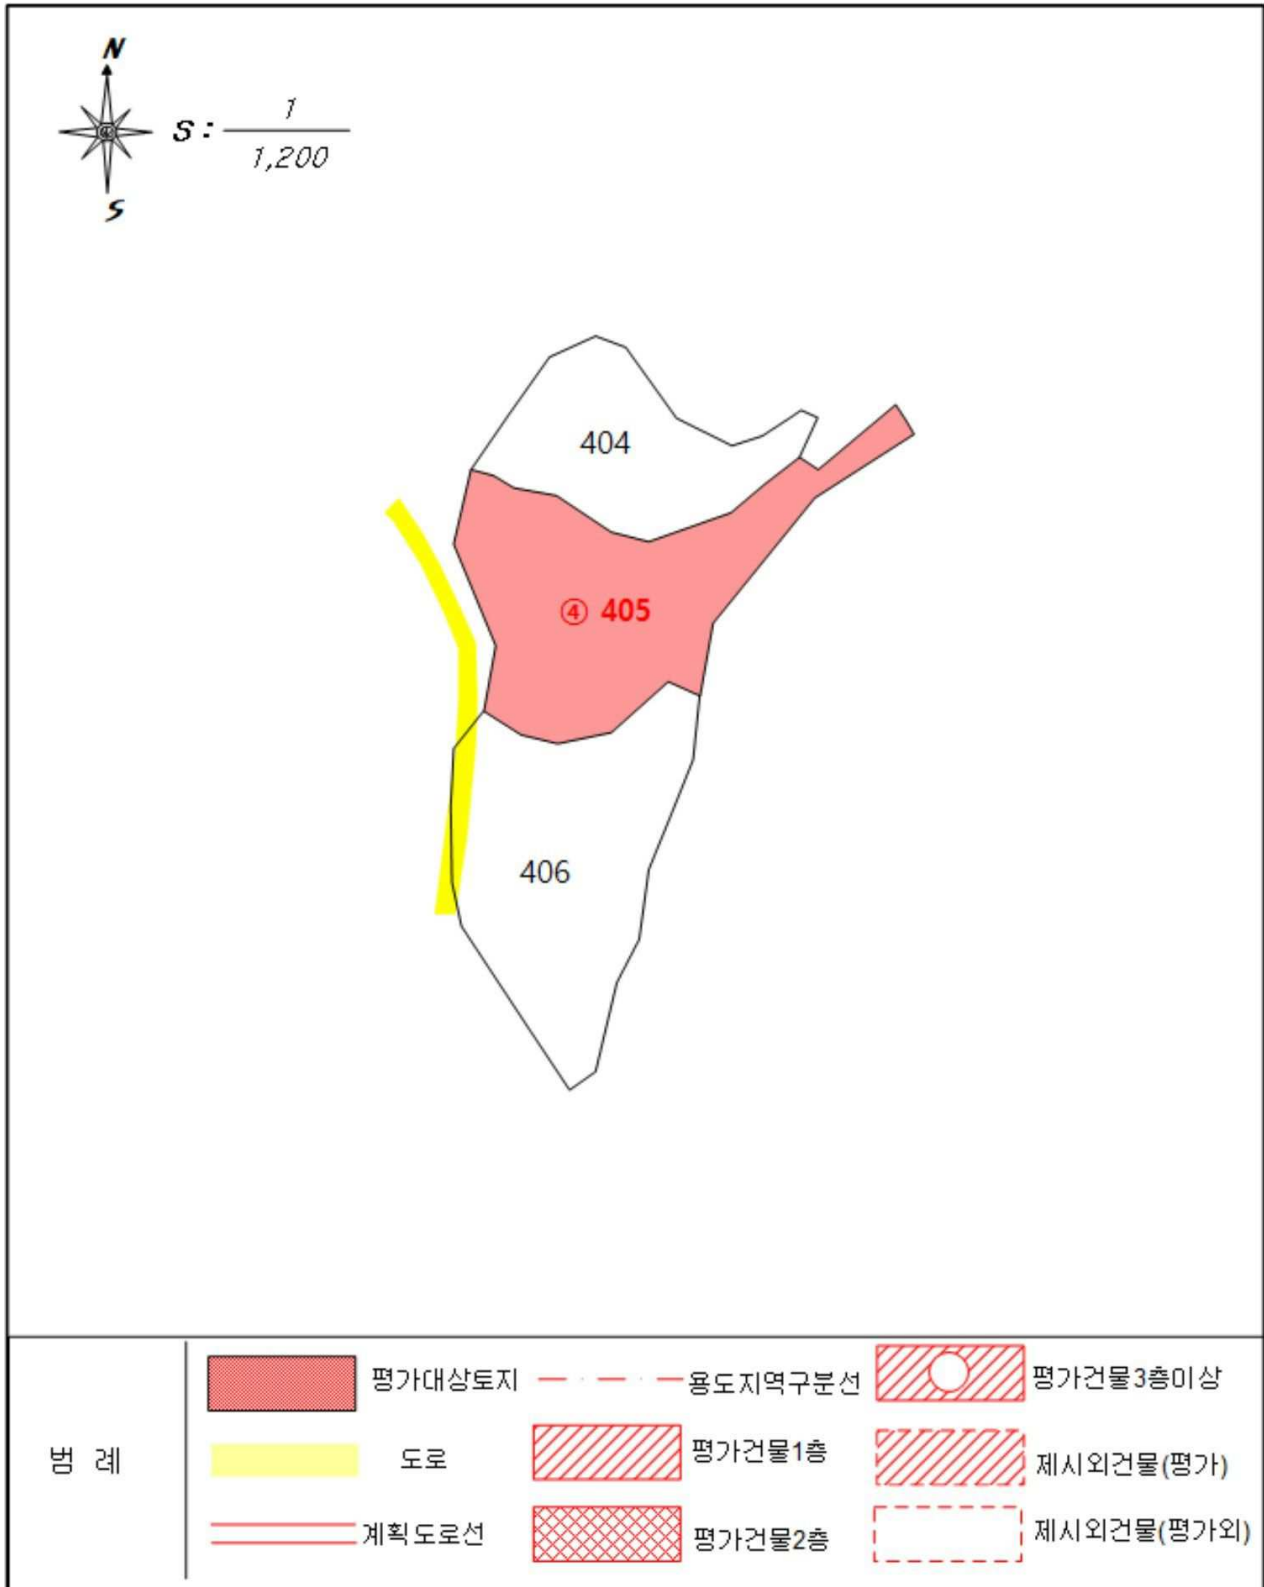 N
S : 1
1,200
S
404
④ 405
406
범 례
평가대상토지
용도지역구분선
평가건물3층이상
도로
평가건물1층
제시외건물(평가)
계획도로선
평가건물2층
제시외건물(평가외)